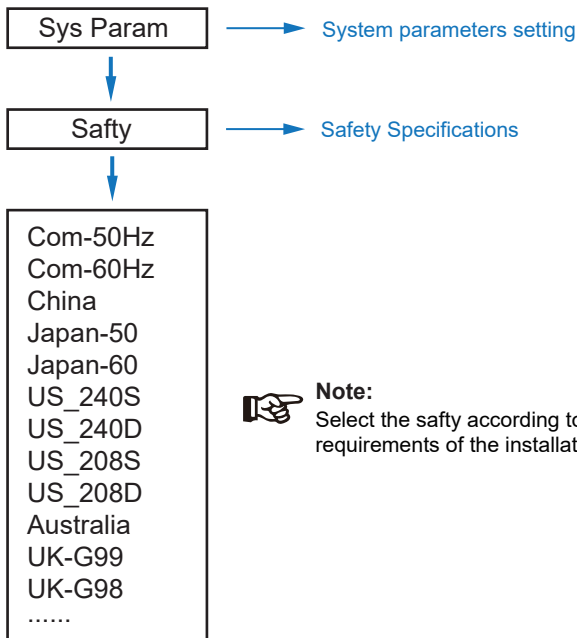 Sys Param
System parameters setting
Safty
Safety Specifications
Com-50Hz
Com-60Hz
China
Japan-50
Japan-60
US_240S
US_240D
US_208S
US_208D
Australia
UK-G99
UK-G98
......
Note:
Select the safty according to
requirements of the installat